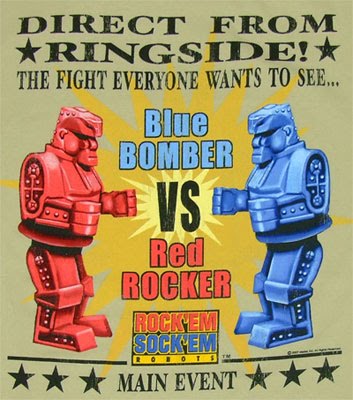 DIRECT FROM
RINGSIDE!
THE FIGHT EVERYONE WANTS TO SEE...
Blue
BOMBER
VS
Red
ROCKER
ROCK'EM
SOCK'EM
ROBOTS TM
MAIN EVENT